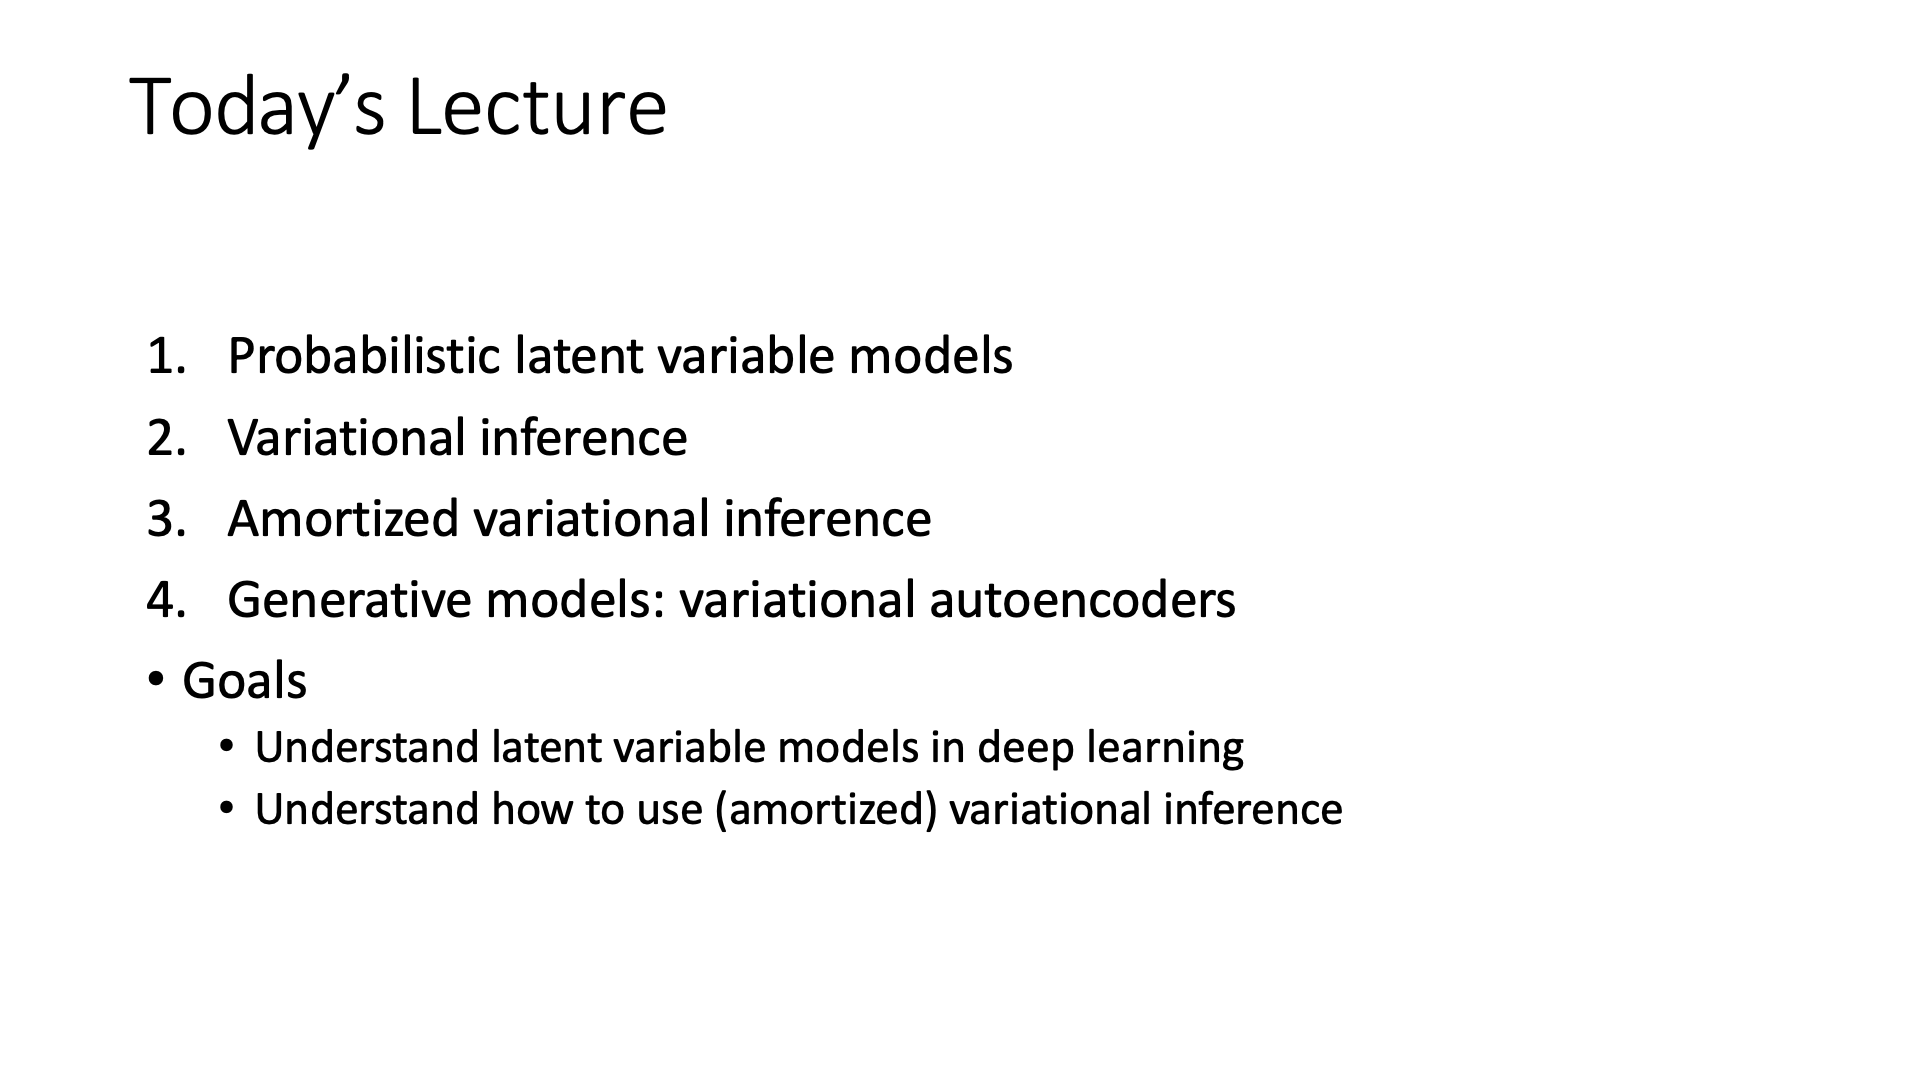 Today’s Lecture
1. Probabilistic latent variable models
2. Variational inference
3. Amortized variational inference
4. Generative models: variational autoencoders
• Goals
• Understand latent variable models in deep learning
• Understand how to use (amortized) variational inference